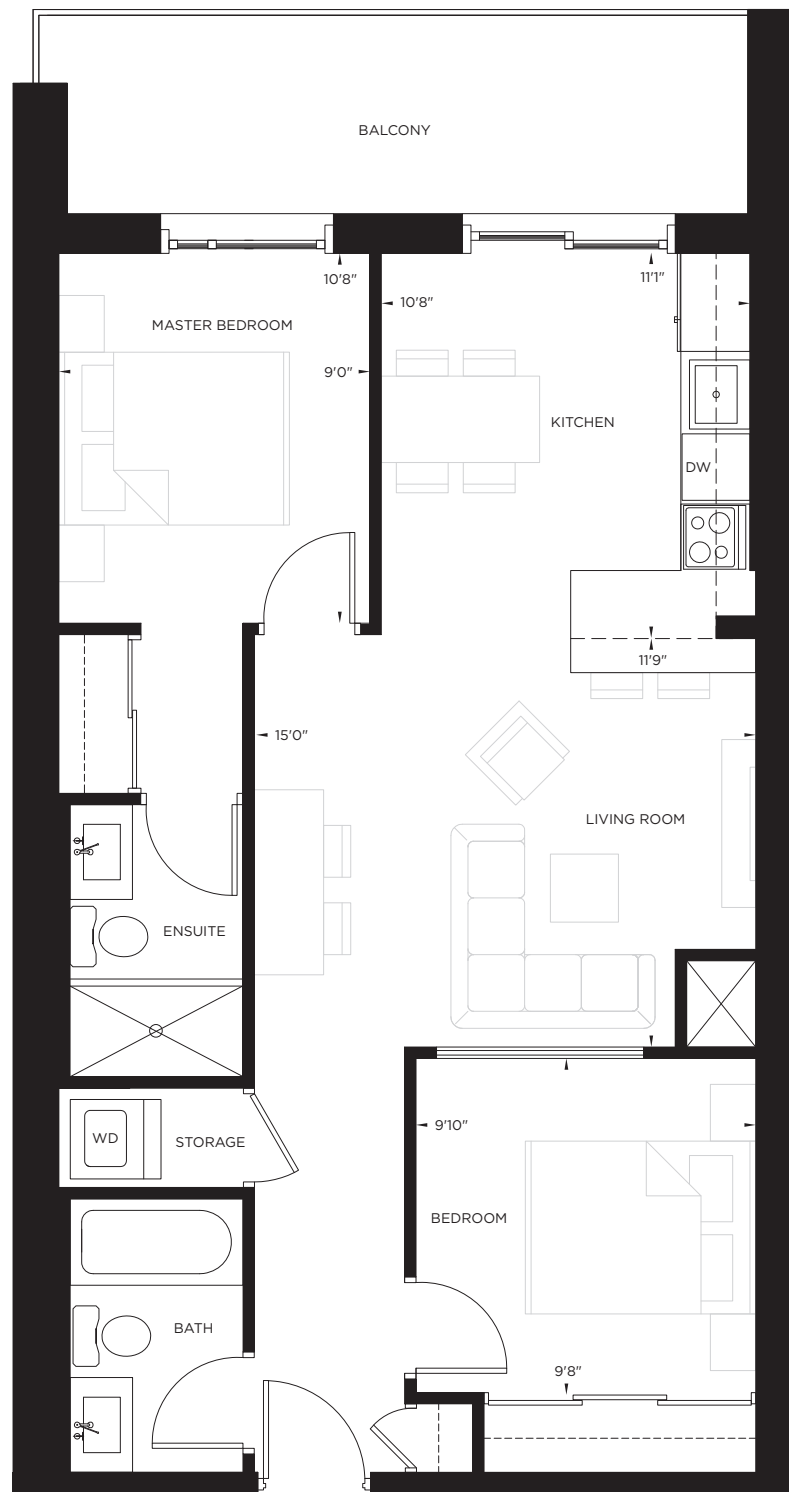 BALCONY
10'8"
11'1"
10'8"
MASTER BEDROOM
9'0"
KITCHEN
DW
11'9"
15'0"
LIVING ROOM
ENSUITE
9'10"
WD
STORAGE
BEDROOM
BATH
9'8"